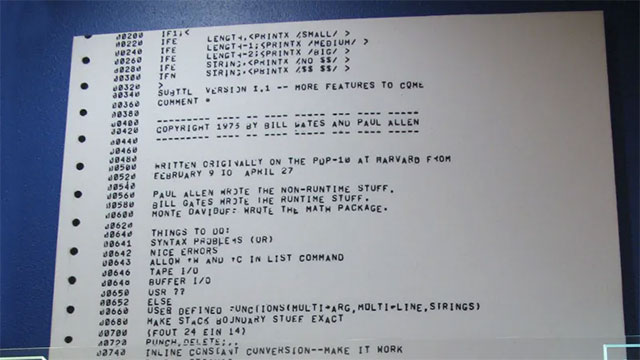 00200 IF1,<
00220 IFE LENGTH,<PRINTX /SMALL/ >
00240 IFE LENGTH-1,<PRINTX /MEDIUM/ >
00260 IFE LENGTH-2,<PRINTX /BIG/ >
00280 IFE STRING,<PRINTX /NO $$/ >
00300 IFN STRING,<PRINTX /$$ $$/ >
00320 >
00340 SUBTTL VERSION 1.1 -- MORE FEATURES TO COME
00360 COMMENT *
00380
00400 --------- ---- -- ---- ----- --- ---- -----
00420 COPYRIGHT 1975 BY BILL GATES AND PAUL ALLEN
00440 --------- ---- -- ---- ----- --- ---- -----
00460
00480
00500 WRITTEN ORIGINALLY ON THE PDP-10 AT HARVARD FROM
00520 FEBRUARY 9 TO APRIL 27
00540
00560 PAUL ALLEN WROTE THE NON-RUNTIME STUFF.
00580 BILL GATES WROTE THE RUNTIME STUFF.
00600 MONTE DAVIDOFF WROTE THE MATH PACKAGE.
00620
00640 THINGS TO DO:
00641 SYNTAX PROBLEMS (OR)
00642 NICE ERRORS
00643 ALLOW ^W AND ^C IN LIST COMMAND
00646 TAPE I/O
00648 BUFFER I/O
00650 USR ??
00652 ELSE
00660 USER DEFINED FUNCTIONS(MULTI-ARG,MULTI-LINE,STRINGS)
00680 MAKE STACK BOUNDARY STUFF EXACT
00700 (FOUT 24 FIN 14)
00720 PUNCH,DELETE,,
00740 INLINE CONSTANT CONVERSION--MAKE IT WORK